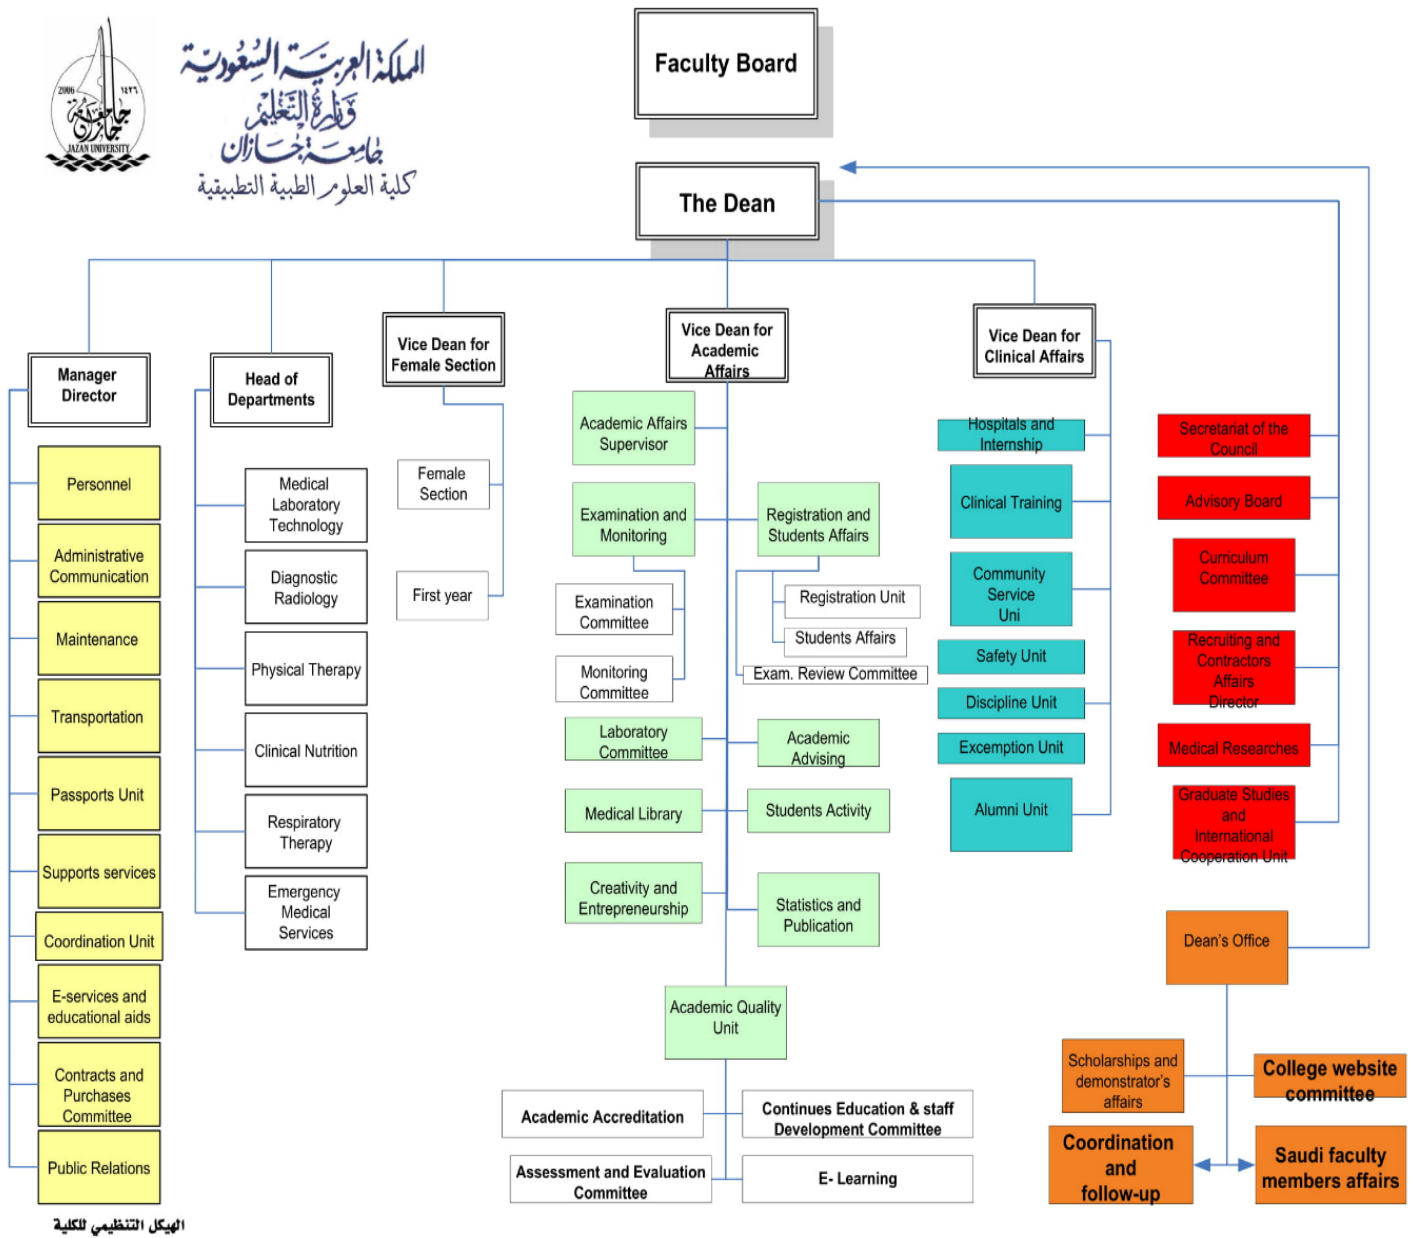 2006 ١٤٢٦
جامعة جازان
JAZAN UNIVERSITY
المملكة العربية السعودية
وزارة التعليم
جامعة جازان
كلية العلوم الطبية التطبيقية
Faculty Board
The Dean
Manager
Director
Head of
Departments
Vice Dean for
Female Section
Vice Dean for
Academic
Affairs
Vice Dean for
Clinical Affairs
Personnel
Administrative
Communication
Maintenance
Transportation
Passports Unit
Supports services
Coordination Unit
E-services and
educational aids
Contracts and
Purchases
Committee
Public Relations
Medical
Laboratory
Technology
Diagnostic
Radiology
Physical Therapy
Clinical Nutrition
Respiratory
Therapy
Emergency
Medical
Services
Female
Section
First year
Academic Affairs
Supervisor
Examination and
Monitoring
Registration and
Students Affairs
Examination
Committee
Monitoring
Committee
Registration Unit
Students Affairs
Exam. Review Committee
Laboratory
Committee
Academic
Advising
Medical Library
Students Activity
Creativity and
Entrepreneurship
Statistics and
Publication
Academic Quality
Unit
Academic Accreditation
Continues Education & staff
Development Committee
Assessment and Evaluation
Committee
E- Learning
Hospitals and
Internship
Clinical Training
Community
Service
Uni
Safety Unit
Discipline Unit
Excemption Unit
Alumni Unit
Secretariat of the
Council
Advisory Board
Curriculum
Committee
Recruiting and
Contractors
Affairs
Director
Medical Researches
Graduate Studies
and
International
Cooperation Unit
Dean's Office
Scholarships and
demonstrator's
affairs
College website
committee
Coordination
and
follow-up
Saudi faculty
members affairs
الهيكل التنظيمي للكلية